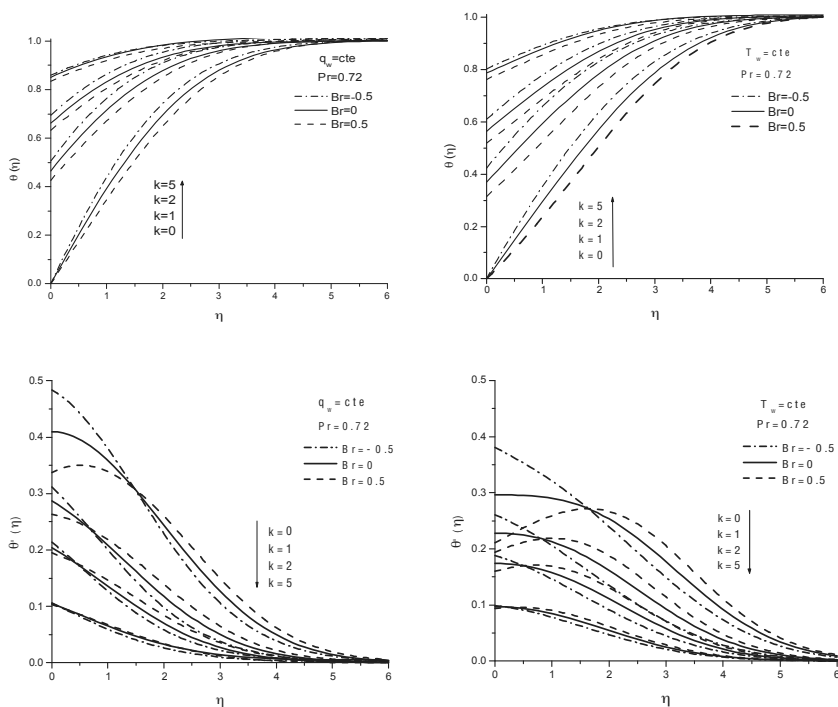 1.0
0.8
0.6
0.4
0.2
0.0
θ (η)
q_w=cte
Pr=0.72
Br=-0.5
Br=0
Br=0.5
k=5
k=2
k=1
k=0
0 1 2 3 4 5 6
η
1.0
0.8
0.6
0.4
0.2
0.0
θ (η)
T_w=cte
Pr=0.72
Br=-0.5
Br=0
Br=0.5
k = 5
k = 2
k = 1
k = 0
0 1 2 3 4 5 6
η
0.5
0.4
0.3
0.2
0.1
0.0
θ' (η)
q_w=cte
Pr=0.72
Br=-0.5
Br=0
Br=0.5
k = 0
k = 1
k = 2
k = 5
0 1 2 3 4 5 6
η
0.5
0.4
0.3
0.2
0.1
0.0
θ' (η)
T_w=cte
Pr=0.72
Br=-0.5
Br=0
Br=0.5
k = 0
k = 1
k = 2
k = 5
0 1 2 3 4 5 6
η